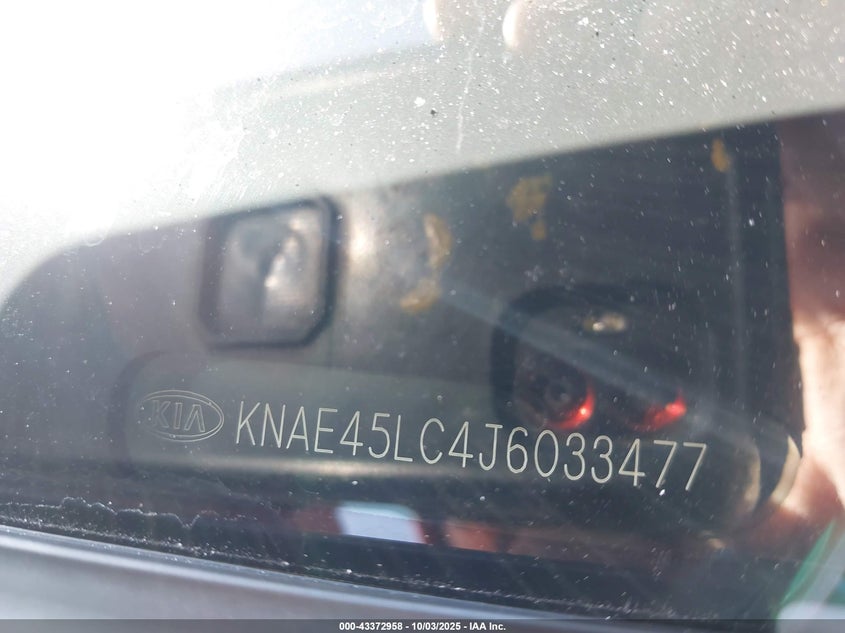 KIA KNAE45LC4J6033477
000-43372958 - 10/03/2025 - IAA Inc.